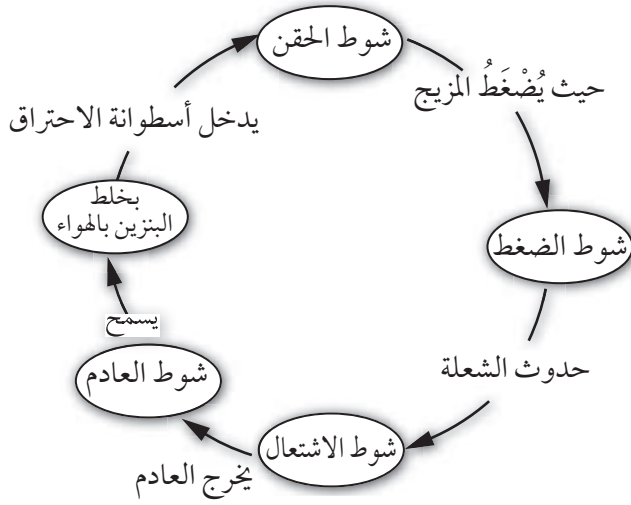 شوط الحقن
حيث يُضْغَطُ المزيج
شوط الضغط
حدوث الشعلة
شوط الاشتعال
يخرج العادم
شوط العادم
يسمح
بخلط
البنزين بالهواء
يدخل أسطوانة الاحتراق